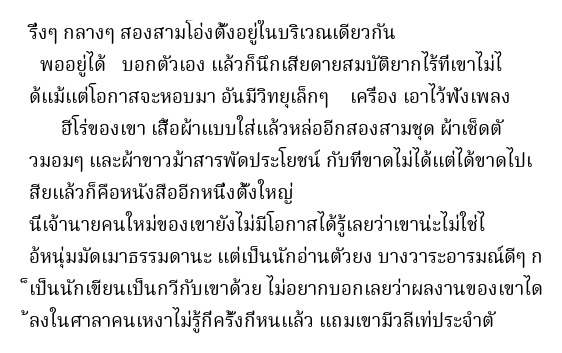 รึ่งๆ กลางๆ สองสามโอ่งตั้งอยู่ในบริเวณเดียวกัน
พออยู่ได้ บอกตัวเอง แล้วก็นึกเสียดายสมบัติยากไร้ที่เขาไม่ไ
ด้แม้แต่โอกาสจะหอบมา อันมีวิทยุเล็กๆ เครื่อง เอาไว้ฟังเพลง
ฮีโร่ของเขา เสื้อผ้าแบบใส่แล้วหล่ออีกสองสามชุด ผ้าเช็ดตั
วมอมๆ และผ้าขาวม้าสารพัดประโยชน์ กับที่ขาดไม่ได้แต่ได้ขาดไปเ
สียแล้วก็คือหนังสืออีกหนึ่งตั้งใหญ่
นี่เจ้านายคนใหม่ของเขายังไม่มีโอกาสได้รู้เลยว่าเขาน่ะไม่ใช่ไ
อ้หนุ่มมัดเมาธรรมดานะ แต่เป็นนักอ่านตัวยง บางวาระอารมณ์ดีๆ ก
็เป็นนักเขียนเป็นกวีกับเขาด้วย ไม่อยากบอกเลยว่าผลงานของเขาได
้ลงในศาลาคนเหงาไม่รู้กี่ครั้งกี่หนแล้ว แถมเขามีวลีเท่ประจำตั